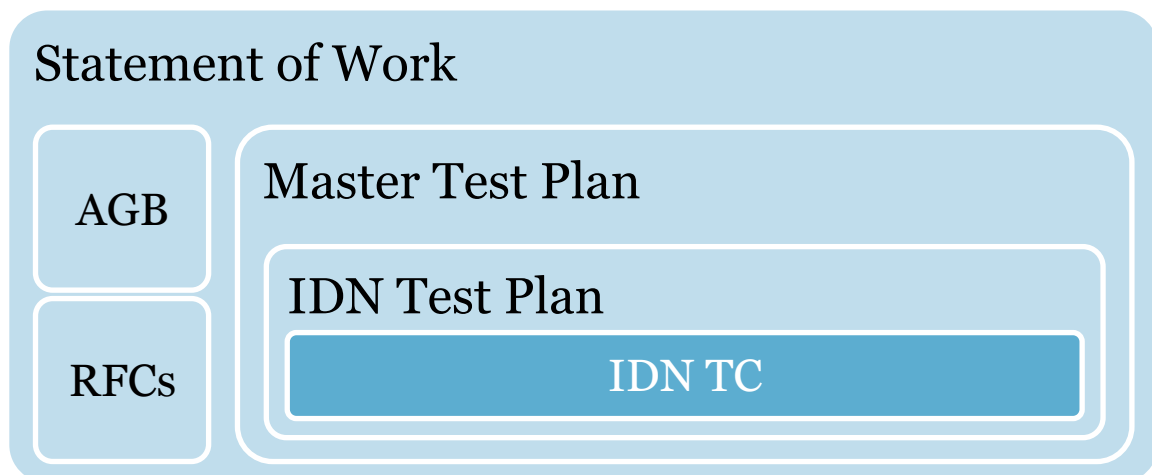 Statement of Work
AGB
Master Test Plan
IDN Test Plan
RFCs
IDN TC